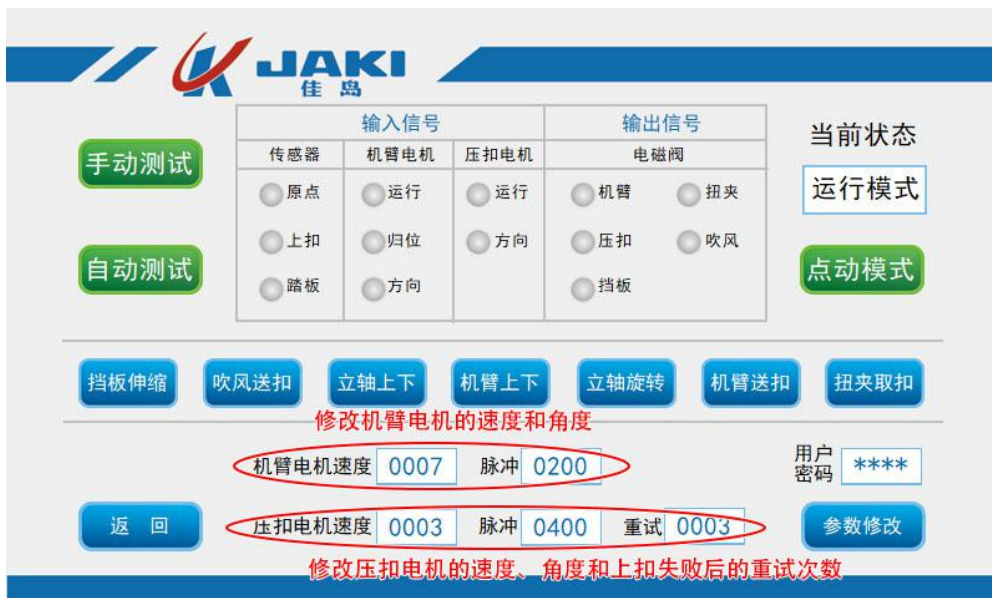 JAKI
佳岛
输入信号 输出信号
当前状态
手动测试
传感器 机臂电机 压扣电机 电磁阀
原点 运行 运行 机臂 扭夹
运行模式
上扣 归位 方向 压扣 吹风
自动测试
点动模式
踏板 方向 挡板
挡板伸缩 吹风送扣 立轴上下 机臂上下 立轴旋转 机臂送扣 扭夹取扣
修改机臂电机的速度和角度
机臂电机速度 0007 脉冲 0200
用户
密码 ****
返 回 压扣电机速度 0003 脉冲 0400 重试 0003 参数修改
修改压扣电机的速度、角度和上扣失败后的重试次数